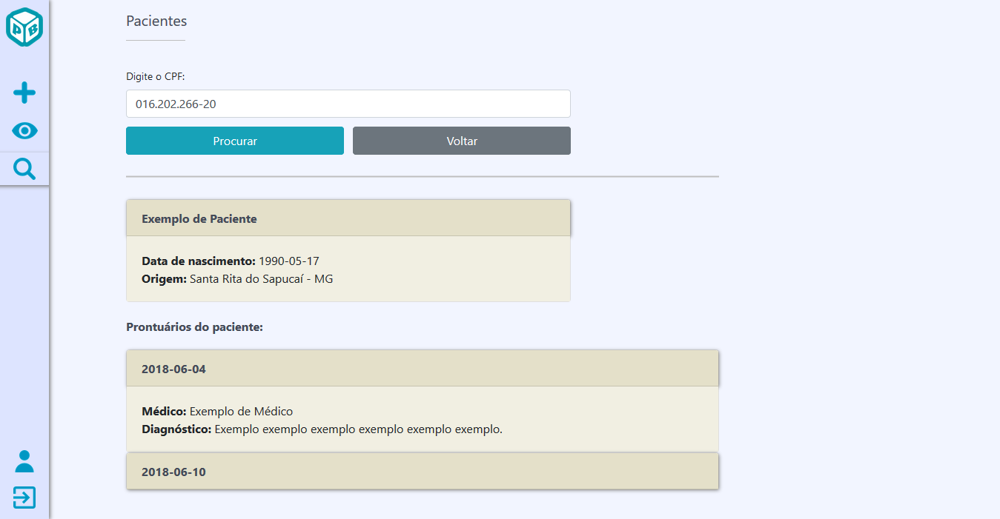 Pacientes
Digite o CPF:
016.202.266-20
Procurar
Voltar
Exemplo de Paciente
Data de nascimento: 1990-05-17
Origem: Santa Rita do Sapucaí - MG
Prontuários do paciente:
2018-06-04
Médico: Exemplo de Médico
Diagnóstico: Exemplo exemplo exemplo exemplo exemplo exemplo.
2018-06-10